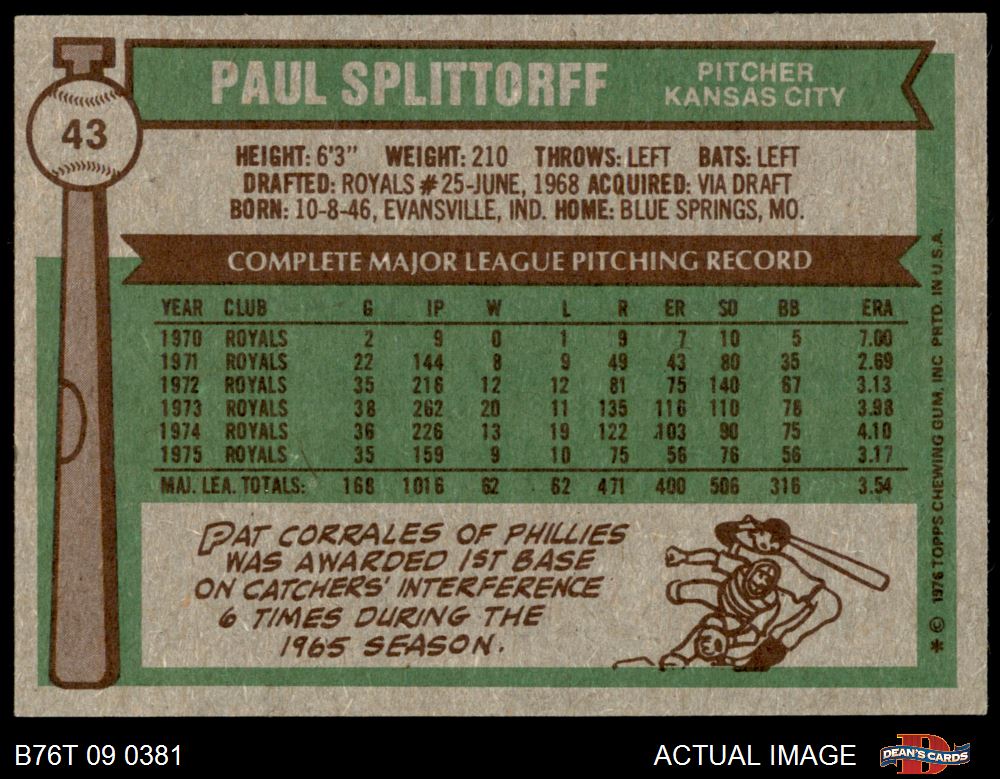 PAUL SPLITTORFF
PITCHER
KANSAS CITY
43
HEIGHT: 6'3" WEIGHT: 210 THROWS: LEFT BATS: LEFT
DRAFTED: ROYALS #25-JUNE, 1968 ACQUIRED: VIA DRAFT
BORN: 10-8-46, EVANSVILLE, IND. HOME: BLUE SPRINGS, MO.
COMPLETE MAJOR LEAGUE PITCHING RECORD
YEAR CLUB G IP W L R ER SO BB ERA
1970 ROYALS 2 9 0 1 9 7 10 5 7.00
1971 ROYALS 22 144 8 9 49 43 80 35 2.69
1972 ROYALS 35 216 12 12 81 75 140 67 3.13
1973 ROYALS 38 262 20 11 135 116 110 78 3.98
1974 ROYALS 36 226 13 19 122 103 90 75 4.10
1975 ROYALS 35 159 9 10 75 56 76 56 3.17
MAJ. LEA. TOTALS: 168 1016 62 62 471 400 506 316 3.54
PAT CORRALES OF PHILLIES
WAS AWARDED 1ST BASE
ON CATCHERS' INTERFERENCE
6 TIMES DURING THE
1965 SEASON.
* © 1976 TOPPS CHEWING GUM, INC PRTD. IN U.S.A.
B76T 09 0381
ACTUAL IMAGE
D
DEAN'S CARDS